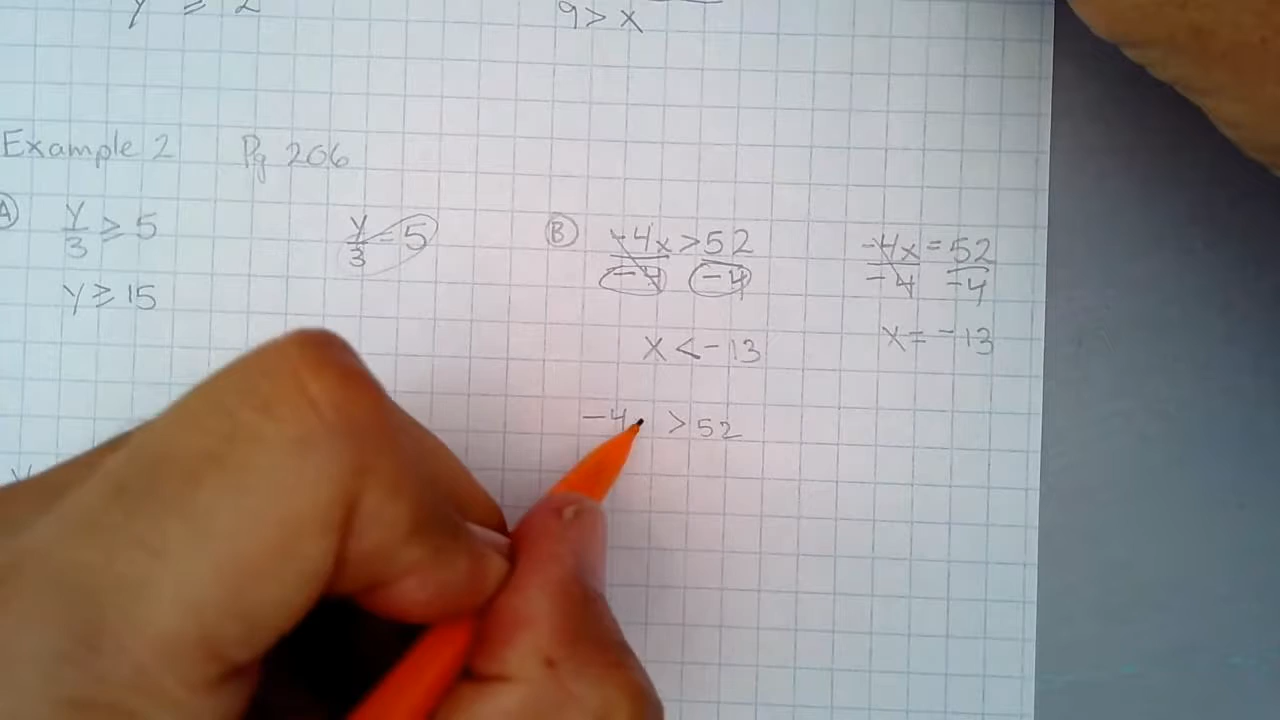 y ≥ 2
9 > x
Example 2 Pg 206
A y/3 ≥ 5
y ≥ 15
y/3 = 5
B -4x > 52
-4 -4
x < -13
-4 > 52
-4x = 52
-4 -4
x = -13